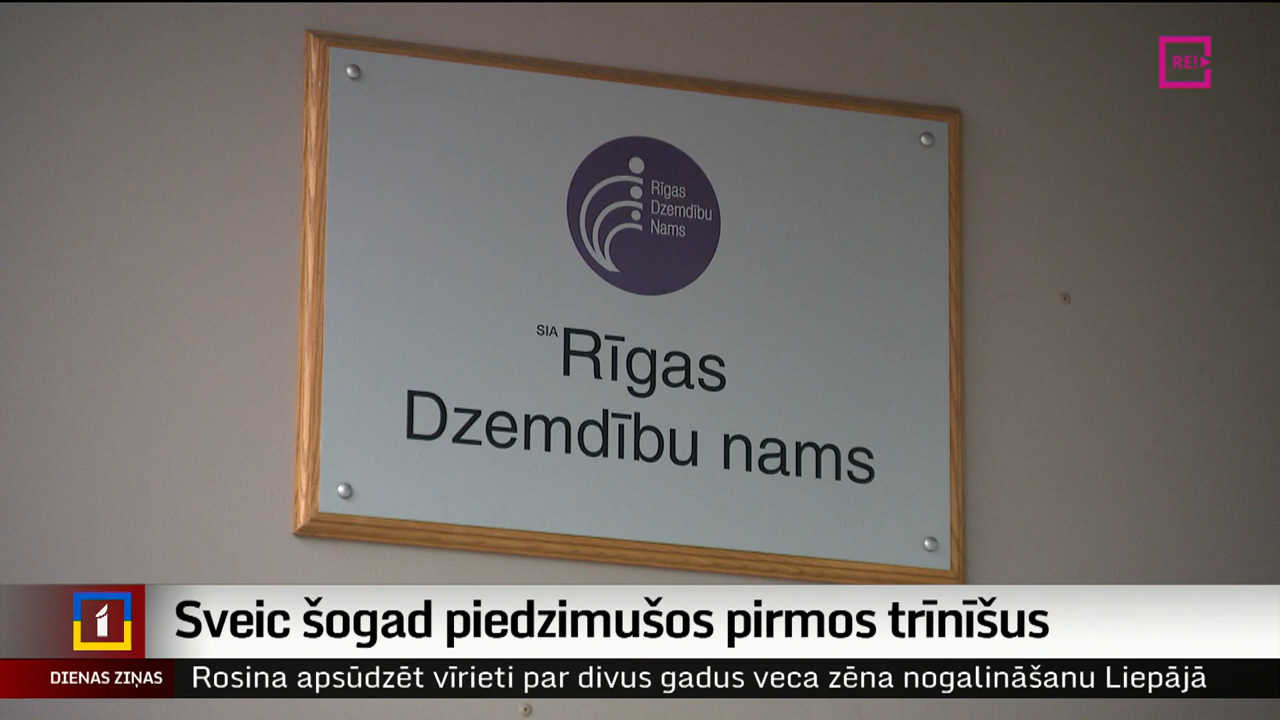 RE!
Rīgas
Dzemdību
Nams
SIA Rīgas
Dzemdību nams
1
Sveic šogad piedzimušos pirmos trīnīšus
DIENAS ZIŅAS
Rosina apsūdzēt vīrieti par divus gadus veca zēna nogalināšanu Liepājā